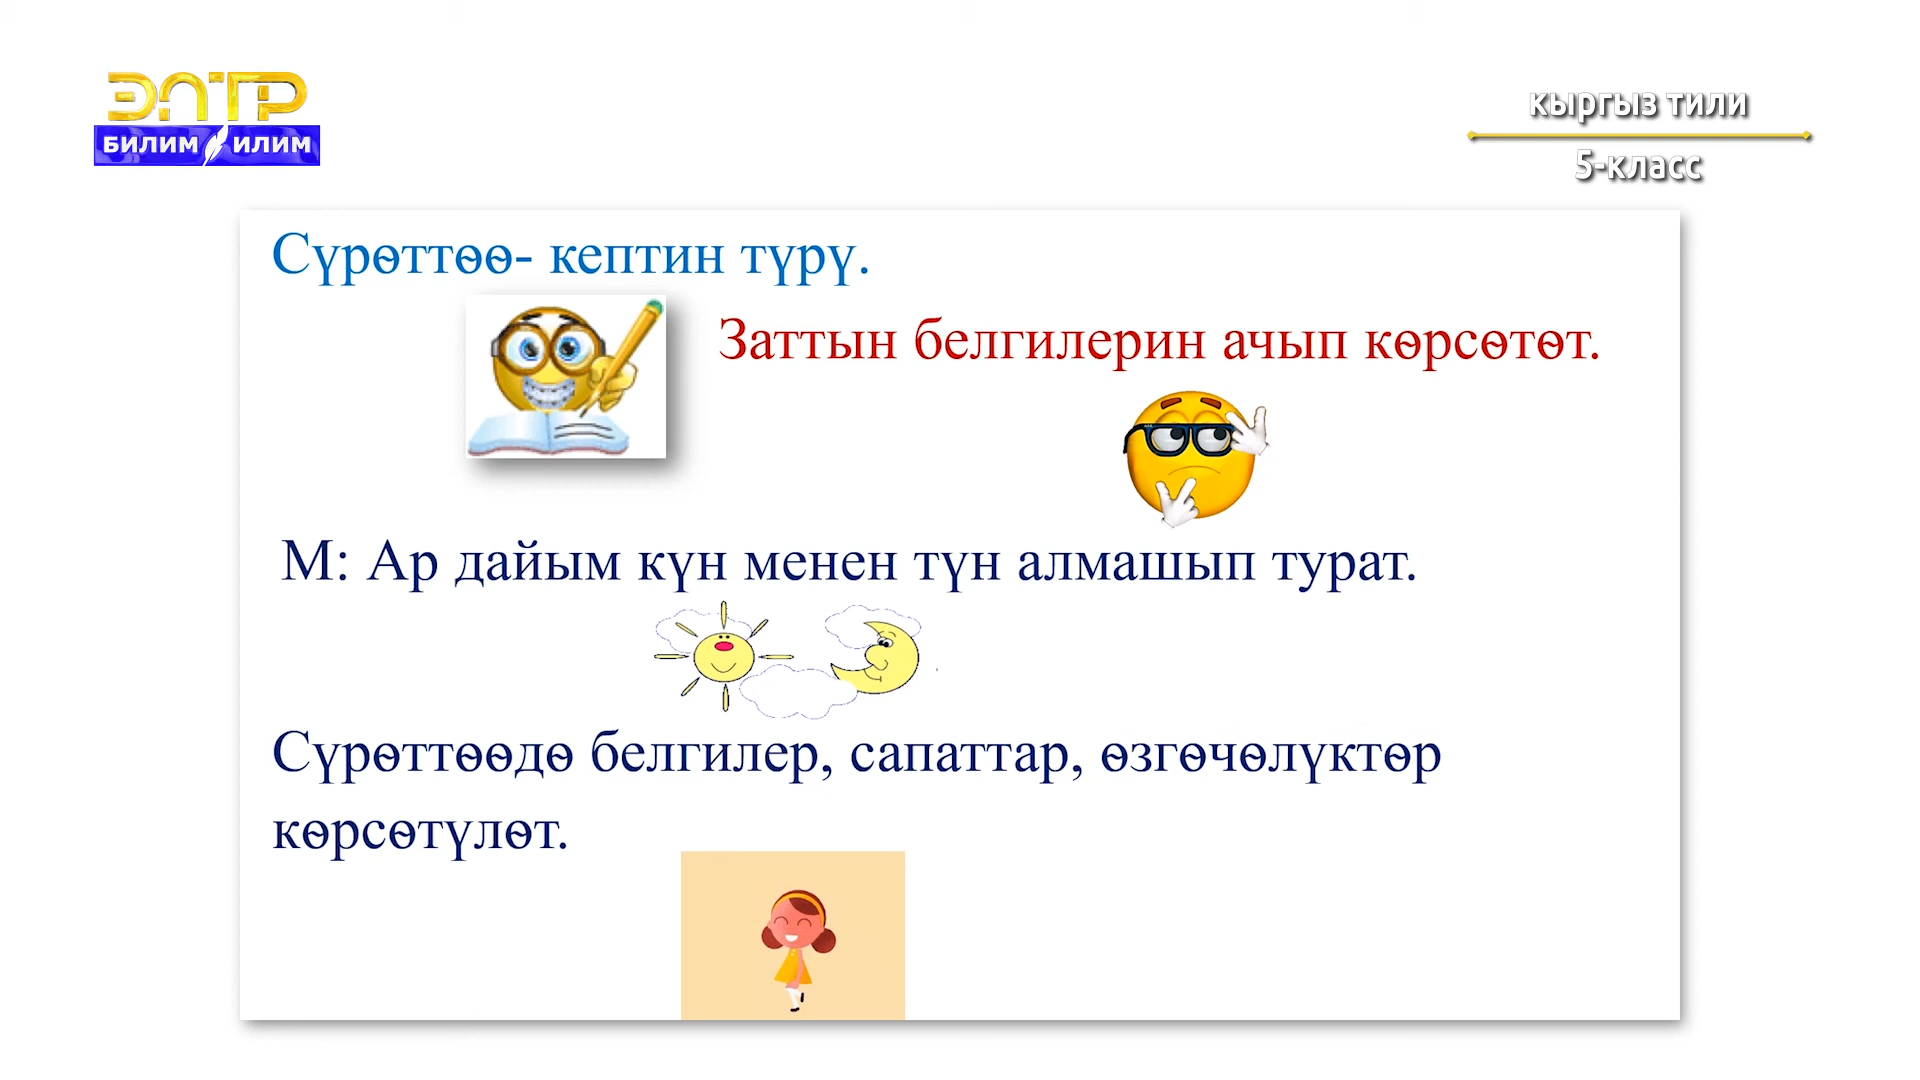 ЭЛТР
БИЛИМ ИЛИМ
кыргыз тили
5-класс
Сүрөттөө- кептин түрү.
Заттын белгилерин ачып көрсөтөт.
М: Ар дайым күн менен түн алмашып турат.
Сүрөттөөдө белгилер, сапаттар, өзгөчөлүктөр
көрсөтүлөт.